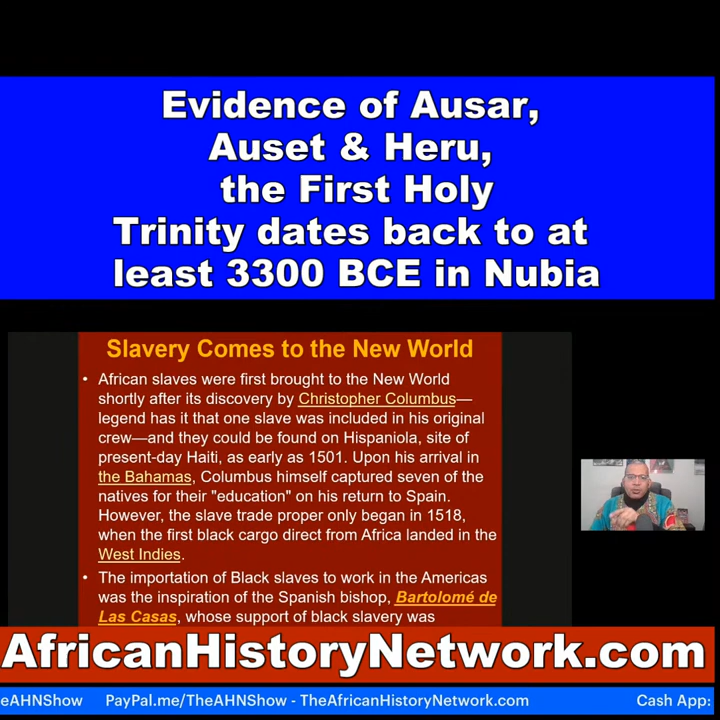 Evidence of Ausar,
Auset & Heru,
the First Holy
Trinity dates back to at
least 3300 BCE in Nubia
Slavery Comes to the New World
• African slaves were first brought to the New World
shortly after its discovery by Christopher Columbus—
legend has it that one slave was included in his original
crew—and they could be found on Hispaniola, site of
present-day Haiti, as early as 1501. Upon his arrival in
the Bahamas, Columbus himself captured seven of the
natives for their "education" on his return to Spain.
However, the slave trade proper only began in 1518,
when the first black cargo direct from Africa landed in the
West Indies.
• The importation of Black slaves to work in the Americas
was the inspiration of the Spanish bishop, Bartolomé de
Las Casas, whose support of black slavery was
AfricanHistoryNetwork.com
eAHNShow PayPal.me/TheAHNShow - TheAfricanHistoryNetwork.com Cash App: